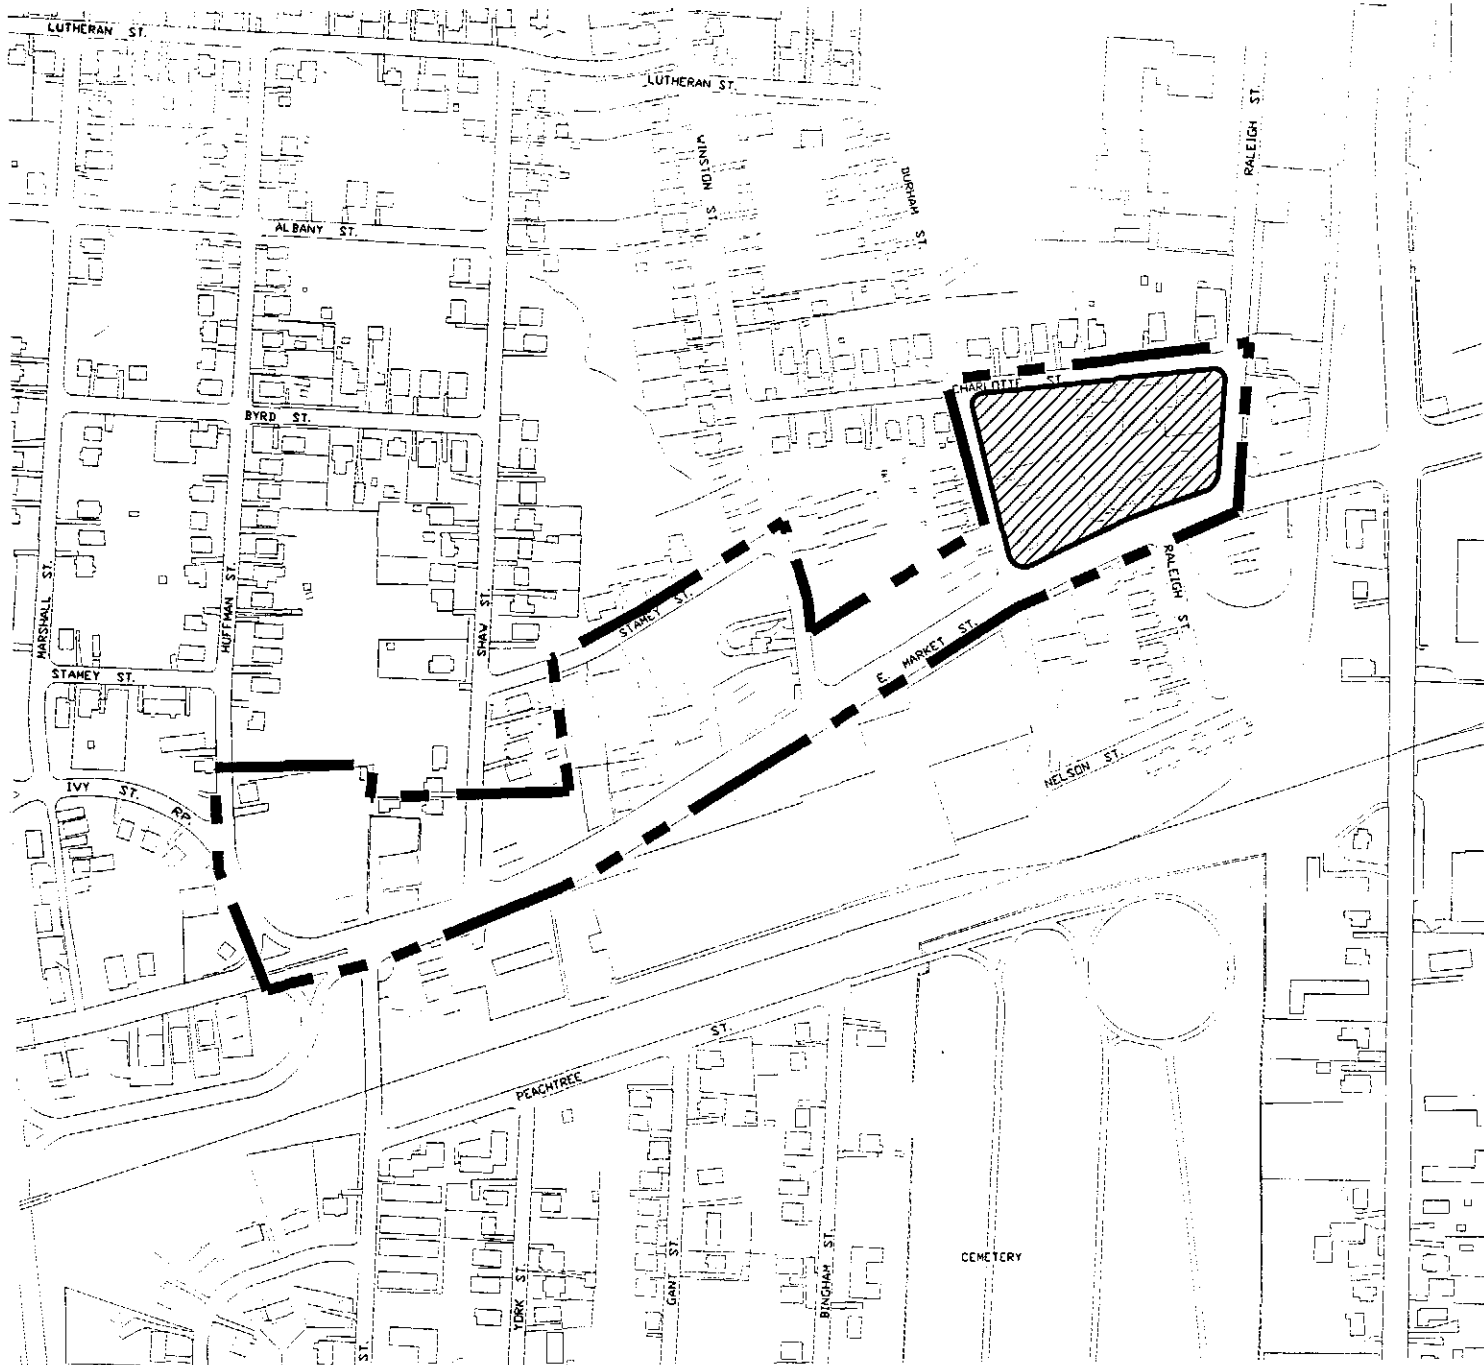 LUTHERAN ST.
LUTHERAN ST.
RALEIGH ST.
WINSTON ST.
DURHAM ST.
ALBANY ST.
CHARLOTTE ST.
BYRD ST.
MARSHALL ST.
HUFFMAN ST.
SHAW ST.
STAMEY ST.
RALEIGH ST.
E. MARKET ST.
STAMEY ST.
IVY ST.
RP.
NELSON ST.
PEACHTREE ST.
CEMETERY
YORK ST.
GANT ST.
BINGHAM ST.
ST.